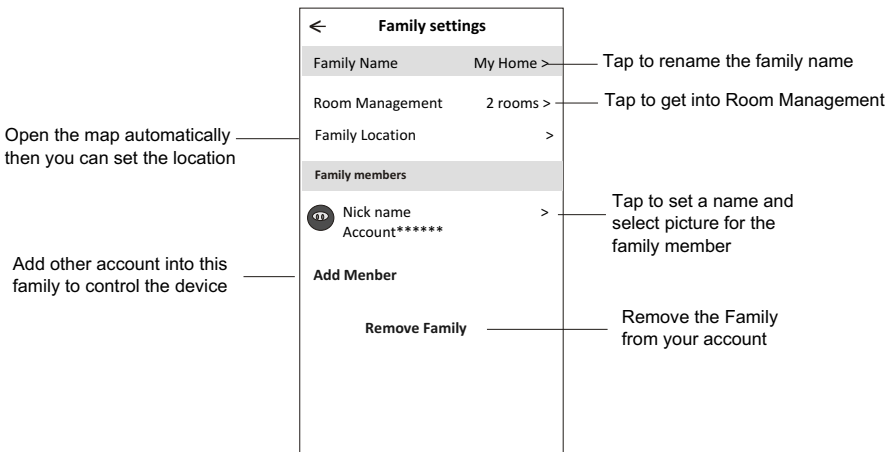 ← Family settings
Family Name My Home >
Tap to rename the family name
Room Management 2 rooms >
Tap to get into Room Management
Open the map automatically
then you can set the location
Family Location >
Family members
Nick name >
Account******
Tap to set a name and
select picture for the
family member
Add other account into this
family to control the device
Add Menber
Remove Family
Remove the Family
from your account